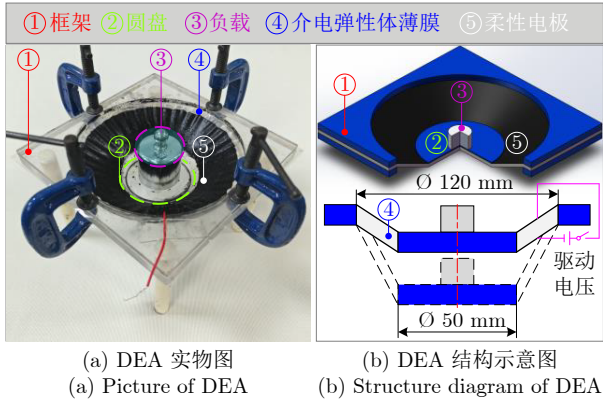 ①框架 ②圆盘 ③负载 ④介电弹性体薄膜 ⑤柔性电极
① ③ ④ ② ⑤
① ③ ② ⑤
Ø 120 mm
④
驱动
电压
Ø 50 mm
(a) DEA 实物图
(a) Picture of DEA
(b) DEA 结构示意图
(b) Structure diagram of DEA